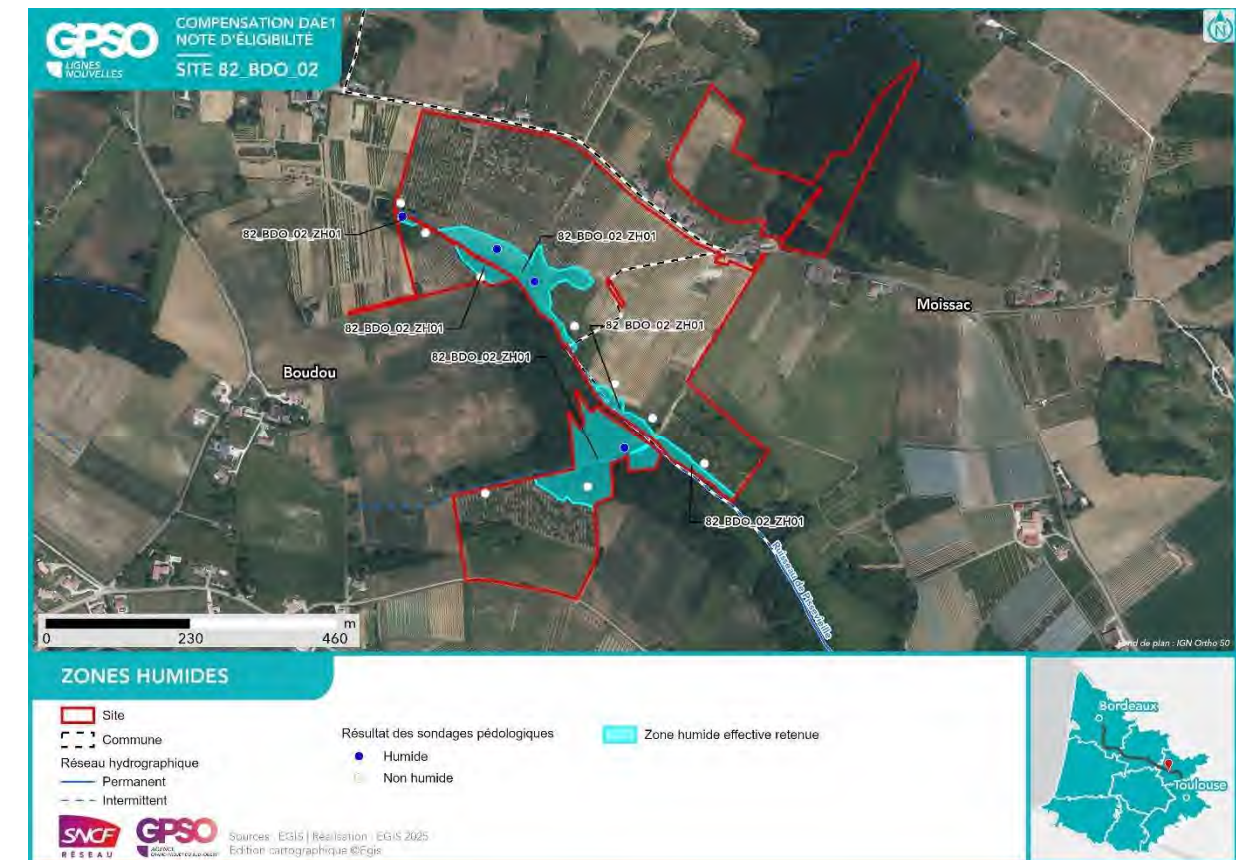 GPSO
LIGNES
NOUVELLES
COMPENSATION DAE1
NOTE D'ÉLIGIBILITÉ
SITE 82_BDO_02
N
82_BDO_02_ZH01
82_BDO_02_ZH01
82_BDO_02_ZH01
82_BDO_02_ZH01
82_BDO_02_ZH01
82_BDO_02_ZH01
Moissac
Boudou
Ruisseau de
m
0 230 460
Fond de plan : IGN Ortho 50
ZONES HUMIDES
Site
Commune
Réseau hydrographique
Permanent
Intermittent
Résultat des sondages pédologiques
Humide
Non humide
Zone humide effective retenue
Bordeaux
Toulouse
SNCF
RÉSEAU
GPSO
AGENCE
Sources : EGIS | Réalisation : EGIS 2025
Edition cartographique ©Egis